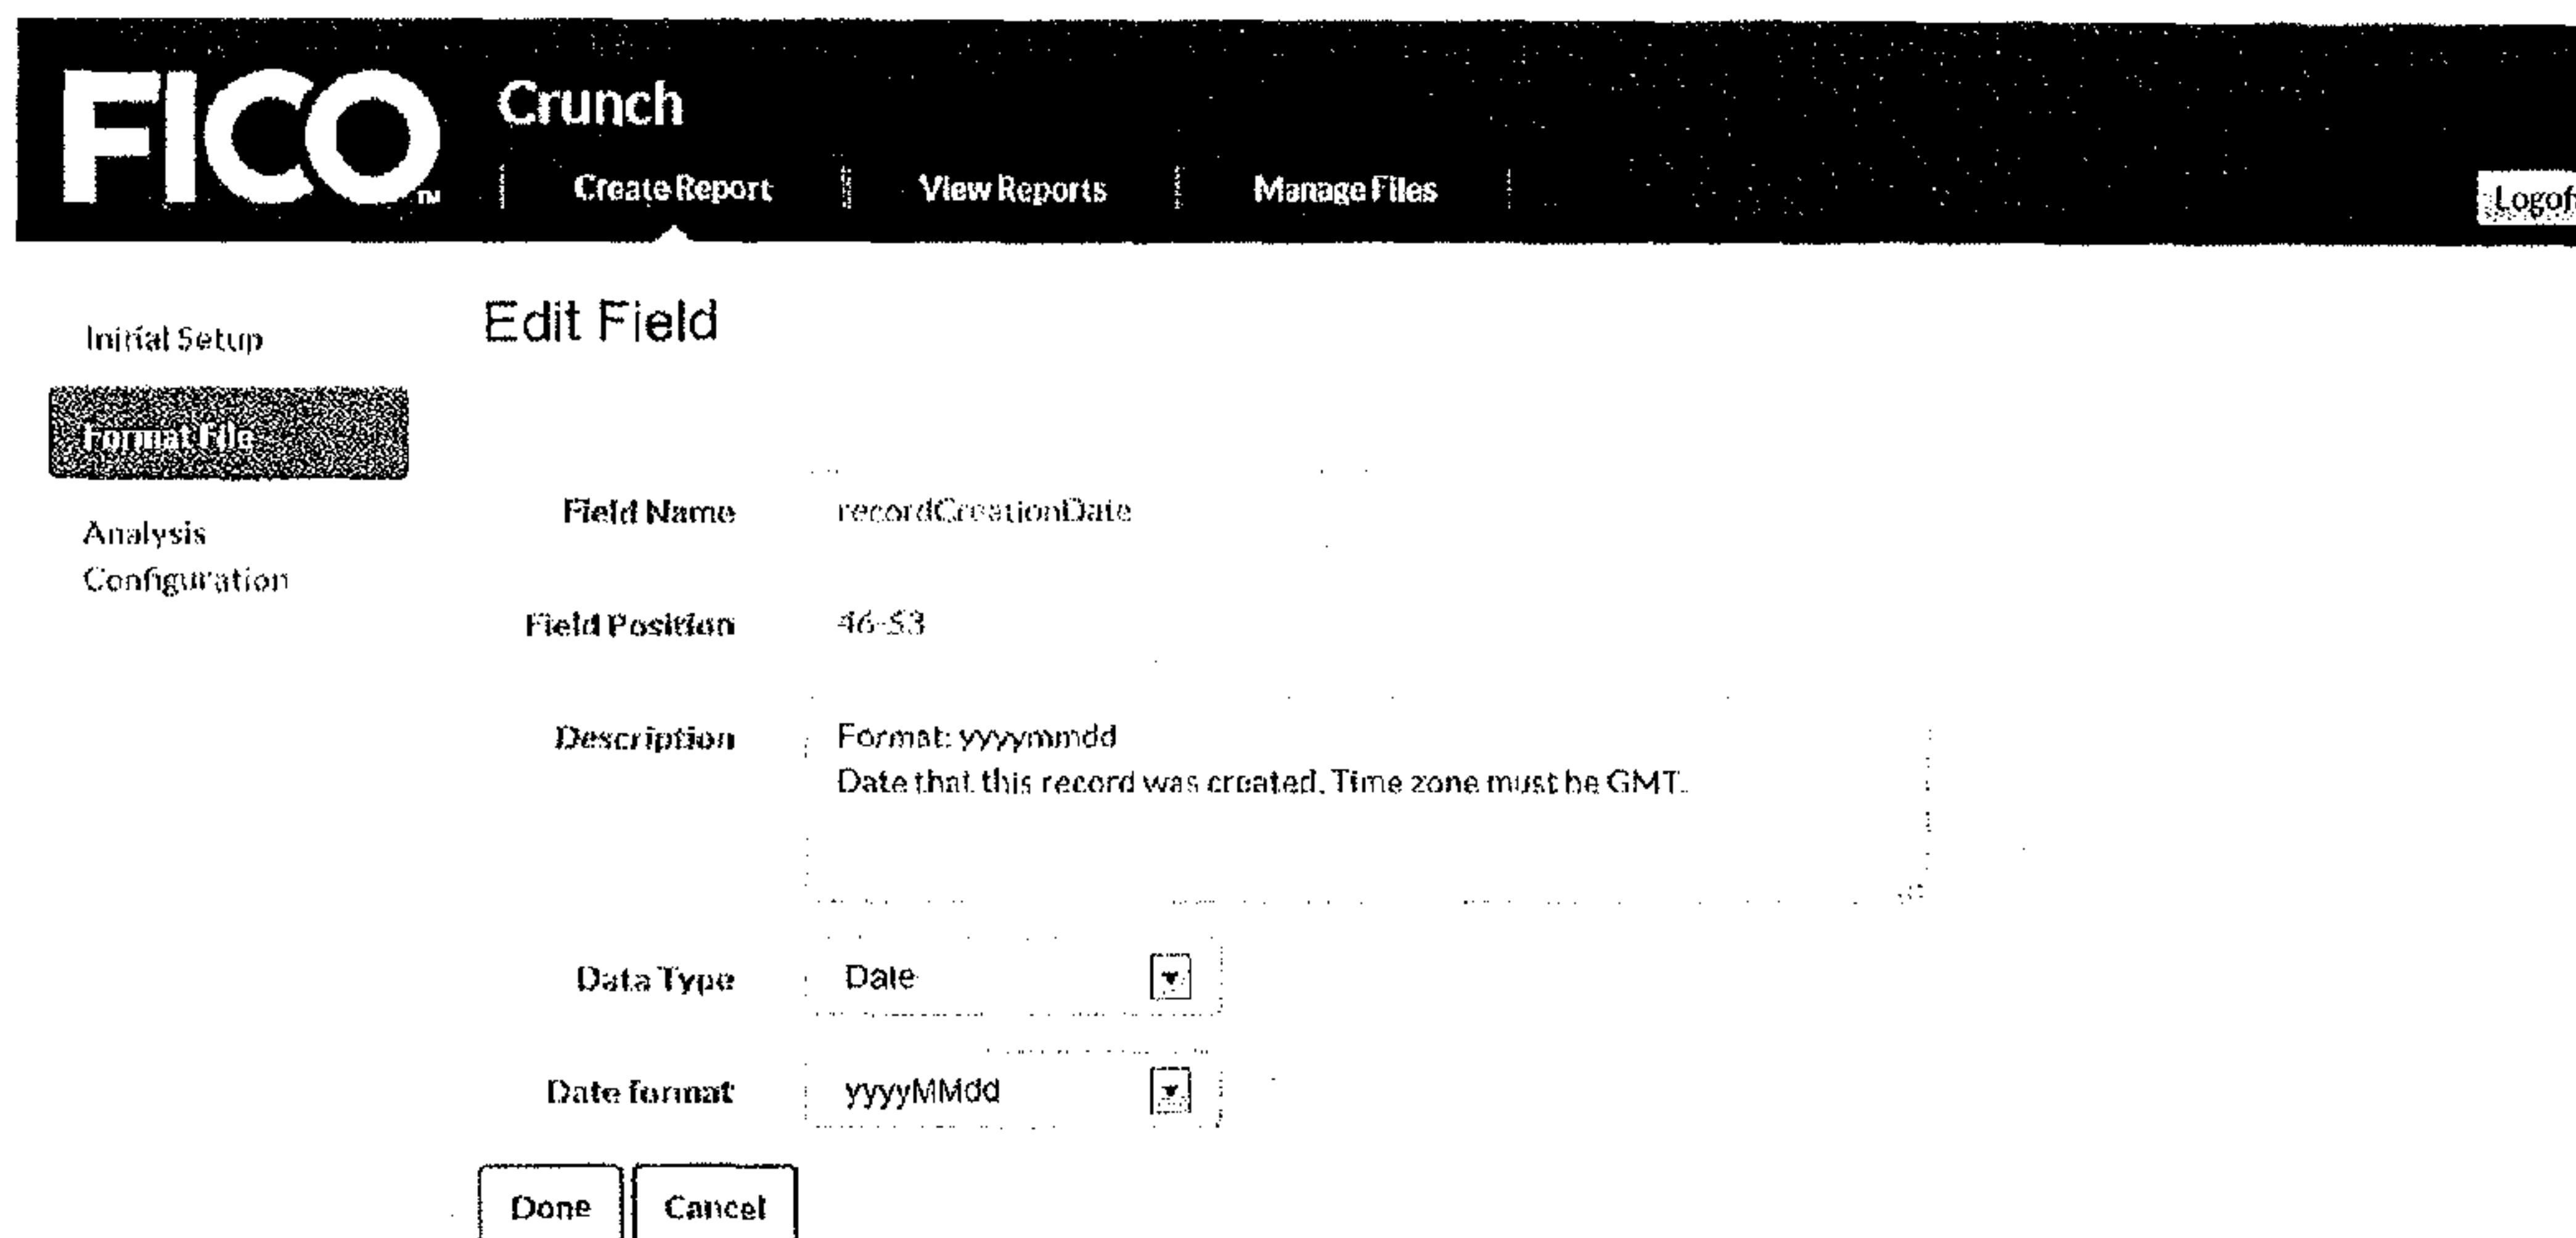 FICO™
Crunch
Create Report
View Reports
Manage Files
Logof
Edit Field
Initial Setup
Format File
Analysis
Configuration
Field Name
recordCreationDate
Field Position
46-53
Description
Format: yyyymmdd
Date that this record was created. Time zone must be GMT.
Data Type
Date
Date format
yyyyMMdd
Done
Cancel